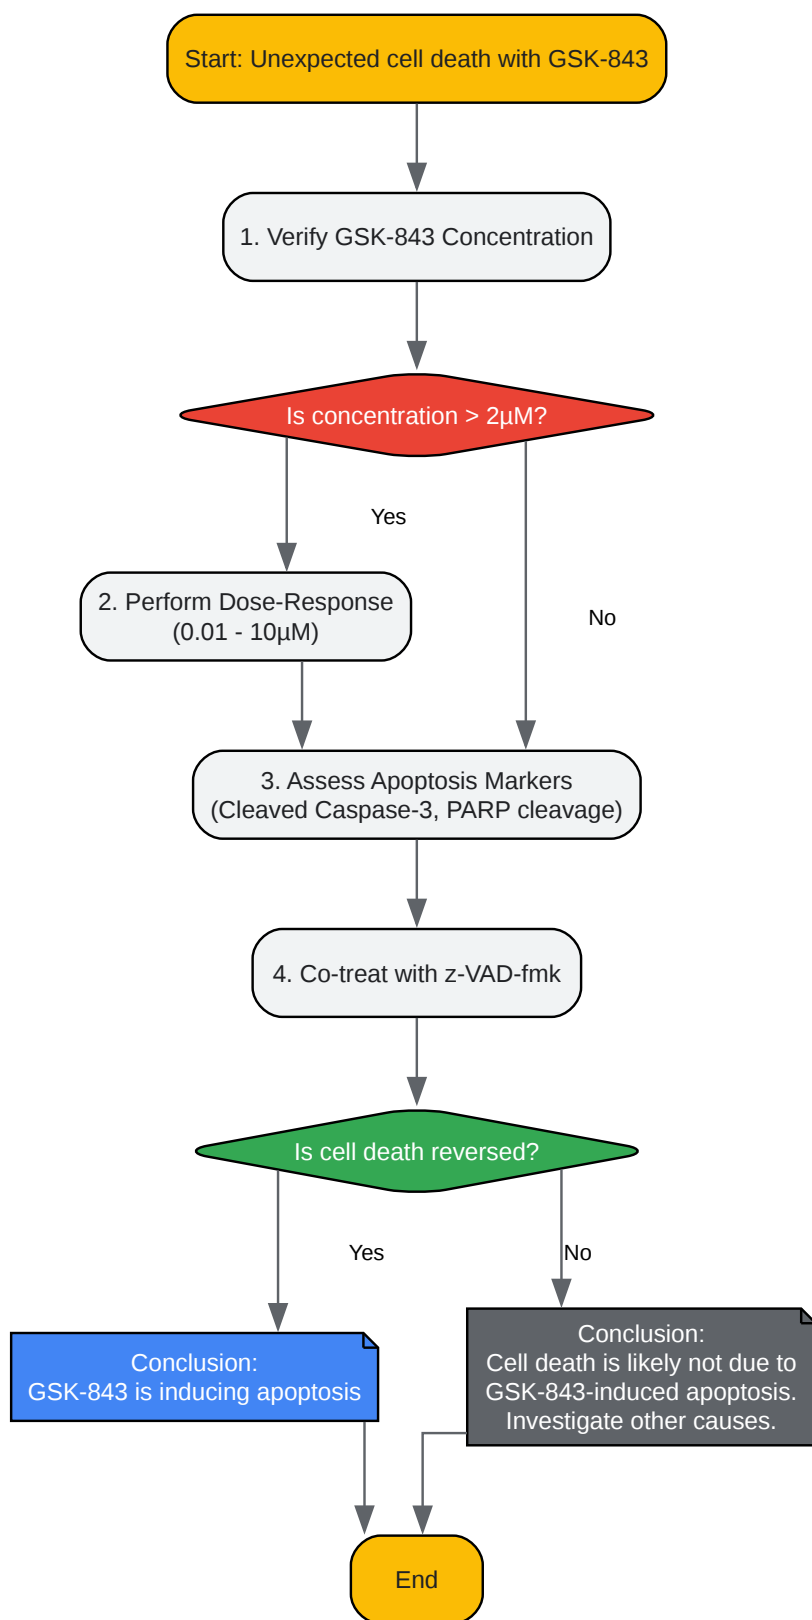 Start: Unexpected cell death with GSK-843
1. Verify GSK-843 Concentration
Is concentration > 2µM?
Yes
2. Perform Dose-Response
(0.01 - 10µM)
No
3. Assess Apoptosis Markers
(Cleaved Caspase-3, PARP cleavage)
4. Co-treat with z-VAD-fmk
Is cell death reversed?
Yes
No
Conclusion:
GSK-843 is inducing apoptosis
Conclusion:
Cell death is likely not due to
GSK-843-induced apoptosis.
Investigate other causes.
End